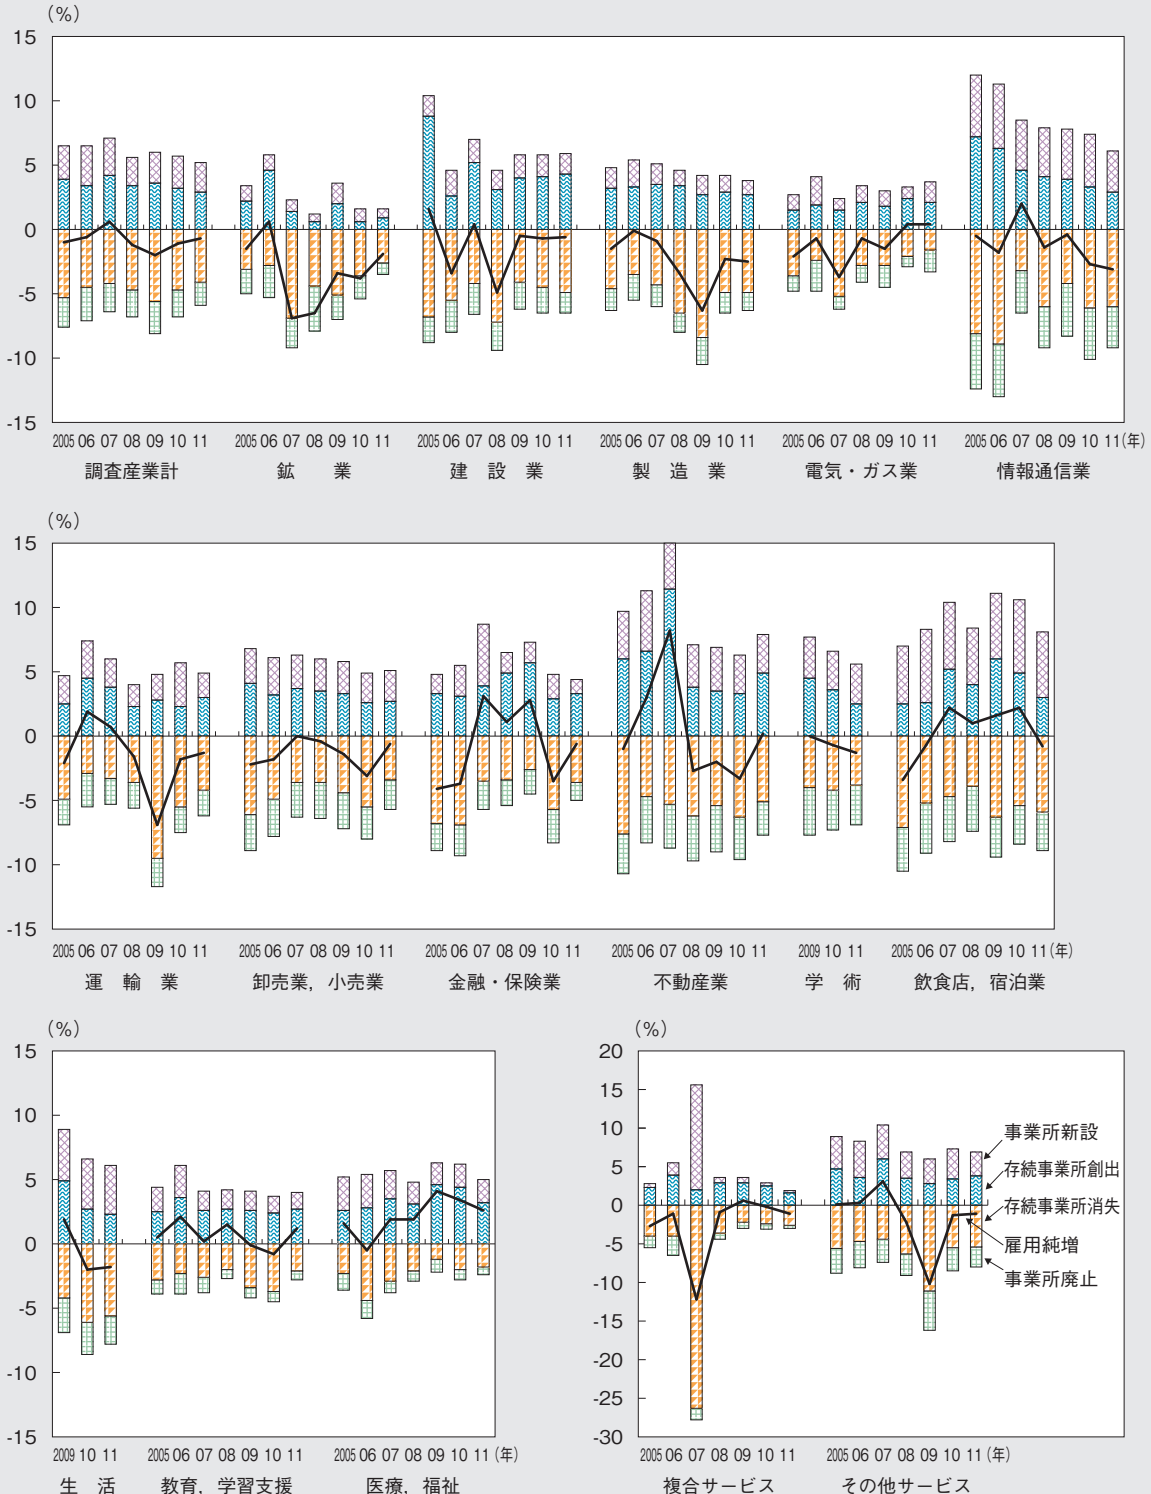 (%)
15
10
5
0
-5
-10
-15
2005 06 07 08 09 10 11 2005 06 07 08 09 10 11 2005 06 07 08 09 10 11 2005 06 07 08 09 10 11 2005 06 07 08 09 10 11 2005 06 07 08 09 10 11(年)
調査産業計 鉱業 建設業 製造業 電気・ガス業 情報通信業
(%)
15
10
5
0
-5
-10
-15
2005 06 07 08 09 10 11 2005 06 07 08 09 10 11 2005 06 07 08 09 10 11 2005 06 07 08 09 10 11 2009 10 11 2005 06 07 08 09 10 11(年)
運輸業 卸売業,小売業 金融・保険業 不動産業 学術 飲食店,宿泊業
(%)
15
10
5
0
-5
-10
-15
2009 10 11 2005 06 07 08 09 10 11 2005 06 07 08 09 10 11(年)
生活 教育,学習支援 医療,福祉
(%)
20
15
10
5
0
-5
-10
-15
-20
-25
-30
事業所新設
存続事業所創出
存続事業所消失
雇用純増
事業所廃止
2005 06 07 08 09 10 11 2005 06 07 08 09 10 11(年)
複合サービス その他サービス